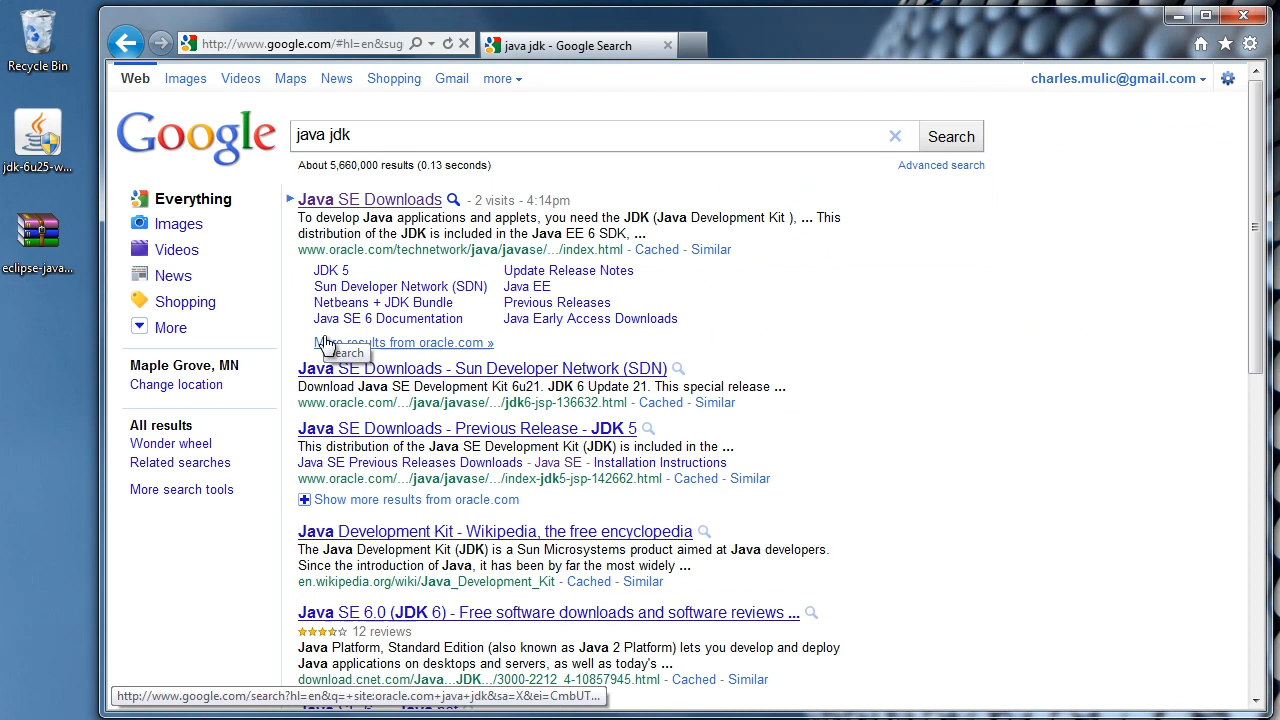 Recycle Bin
jdk-6u25-w...
eclipse-java...
http://www.google.com/#hl=en&sug
java jdk - Google Search
Web Images Videos Maps News Shopping Gmail more
charles.mulic@gmail.com
Google
java jdk
Search
About 5,660,000 results (0.13 seconds)
Advanced search
Everything
Images
Videos
News
Shopping
More
Maple Grove, MN
Change location
All results
Wonder wheel
Related searches
More search tools
Java SE Downloads - 2 visits - 4:14pm
To develop Java applications and applets, you need the JDK (Java Development Kit ), ... This
distribution of the JDK is included in the Java EE 6 SDK, ...
www.oracle.com/technetwork/java/javase/.../index.html - Cached - Similar
JDK 5 Update Release Notes
Sun Developer Network (SDN) Java EE
Netbeans + JDK Bundle Previous Releases
Java SE 6 Documentation Java Early Access Downloads
More results from oracle.com »
Search
Java SE Downloads - Sun Developer Network (SDN)
Download Java SE Development Kit 6u21. JDK 6 Update 21. This special release ...
www.oracle.com/.../java/javase/.../jdk6-jsp-136632.html - Cached - Similar
Java SE Downloads - Previous Release - JDK 5
This distribution of the Java SE Development Kit (JDK) is included in the ...
Java SE Previous Releases Downloads - Java SE - Installation Instructions
www.oracle.com/.../java/javase/.../index-jdk5-jsp-142662.html - Cached - Similar
Show more results from oracle.com
Java Development Kit - Wikipedia, the free encyclopedia
The Java Development Kit (JDK) is a Sun Microsystems product aimed at Java developers.
Since the introduction of Java, it has been by far the most widely ...
en.wikipedia.org/wiki/Java_Development_Kit - Cached - Similar
Java SE 6.0 (JDK 6) - Free software downloads and software reviews ...
12 reviews
Java Platform, Standard Edition (also known as Java 2 Platform) lets you develop and deploy
Java applications on desktops and servers, as well as today's ...
download.cnet.com/Java...JDK.../3000-2212_4-10857945.html - Cached - Similar
http://www.google.com/search?hl=en&q=+site:oracle.com+java+jdk&sa=X&ei=CmbUT...